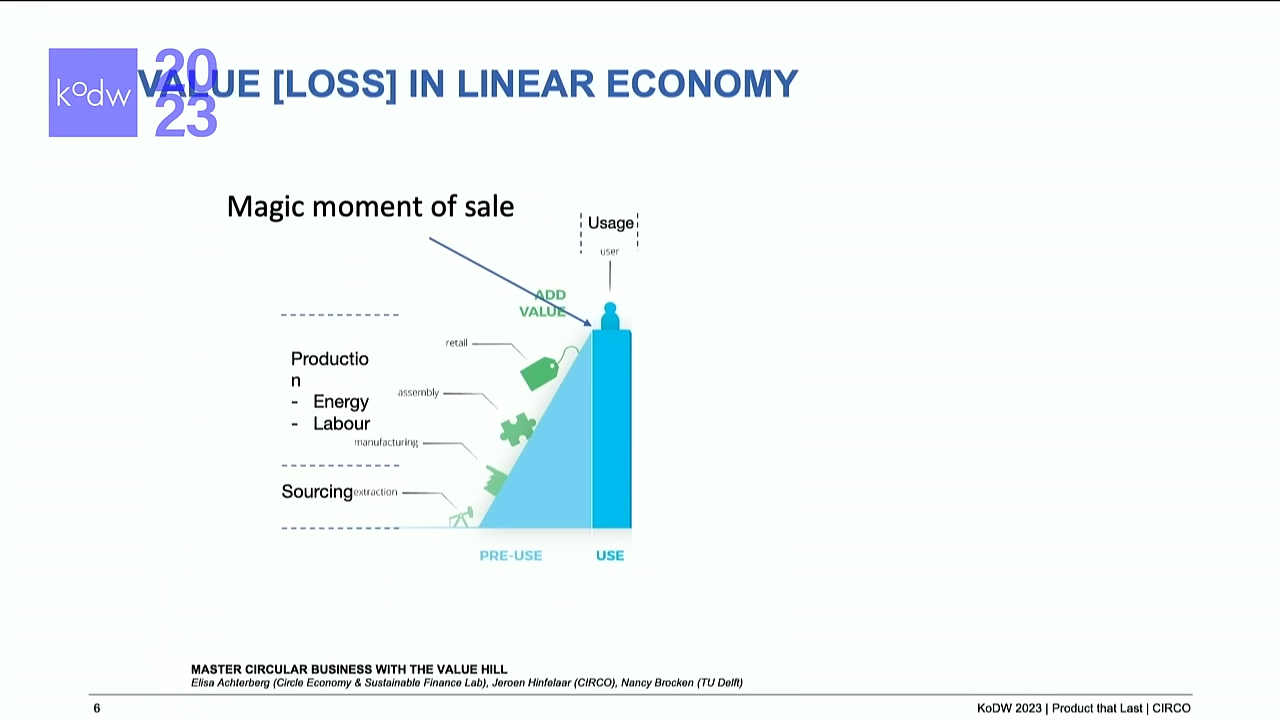 kodw
20
23
VALUE [LOSS] IN LINEAR ECONOMY
Magic moment of sale
Usage
user
ADD
VALUE
retail
Productio
n
- Energy
- Labour
assembly
manufacturing
Sourcing
extraction
PRE-USE
USE
MASTER CIRCULAR BUSINESS WITH THE VALUE HILL
Elisa Achterberg (Circle Economy & Sustainable Finance Lab), Jeroen Hinfelaar (CIRCO), Nancy Brocken (TU Delft)
6
KoDW 2023 | Product that Last | CIRCO